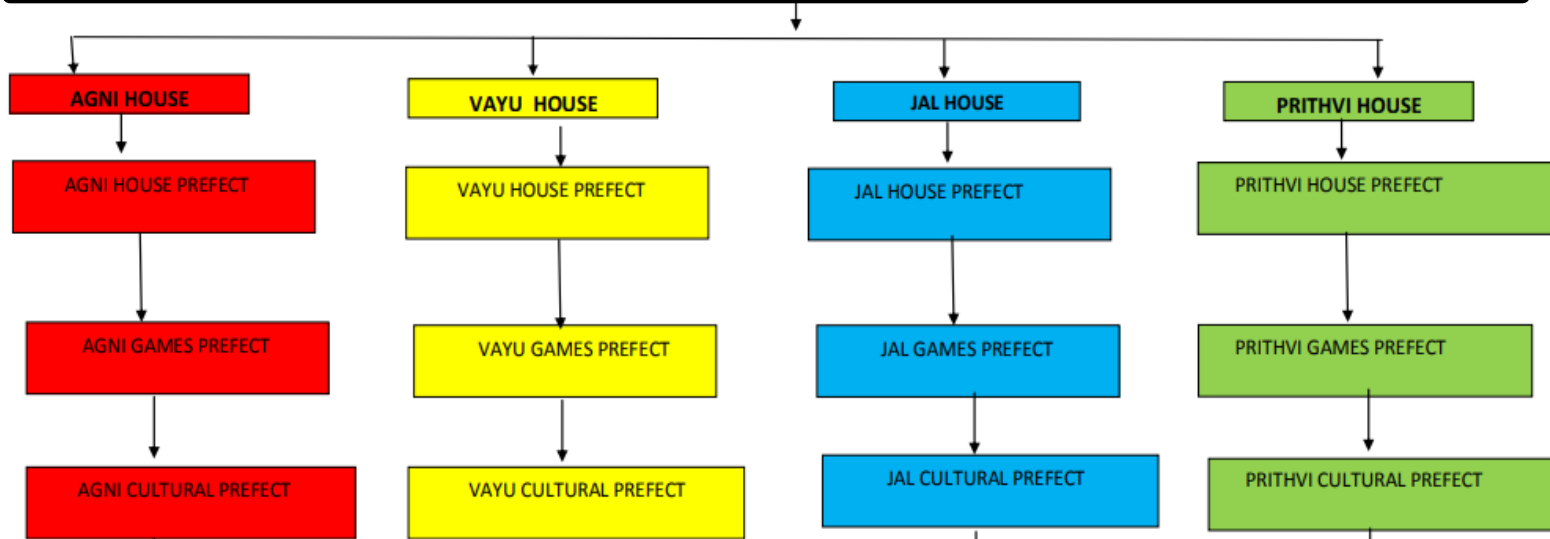 AGNI HOUSE
VAYU HOUSE
JAL HOUSE
PRITHVI HOUSE
AGNI HOUSE PREFECT
VAYU HOUSE PREFECT
JAL HOUSE PREFECT
PRITHVI HOUSE PREFECT
AGNI GAMES PREFECT
VAYU GAMES PREFECT
JAL GAMES PREFECT
PRITHVI GAMES PREFECT
AGNI CULTURAL PREFECT
VAYU CULTURAL PREFECT
JAL CULTURAL PREFECT
PRITHVI CULTURAL PREFECT